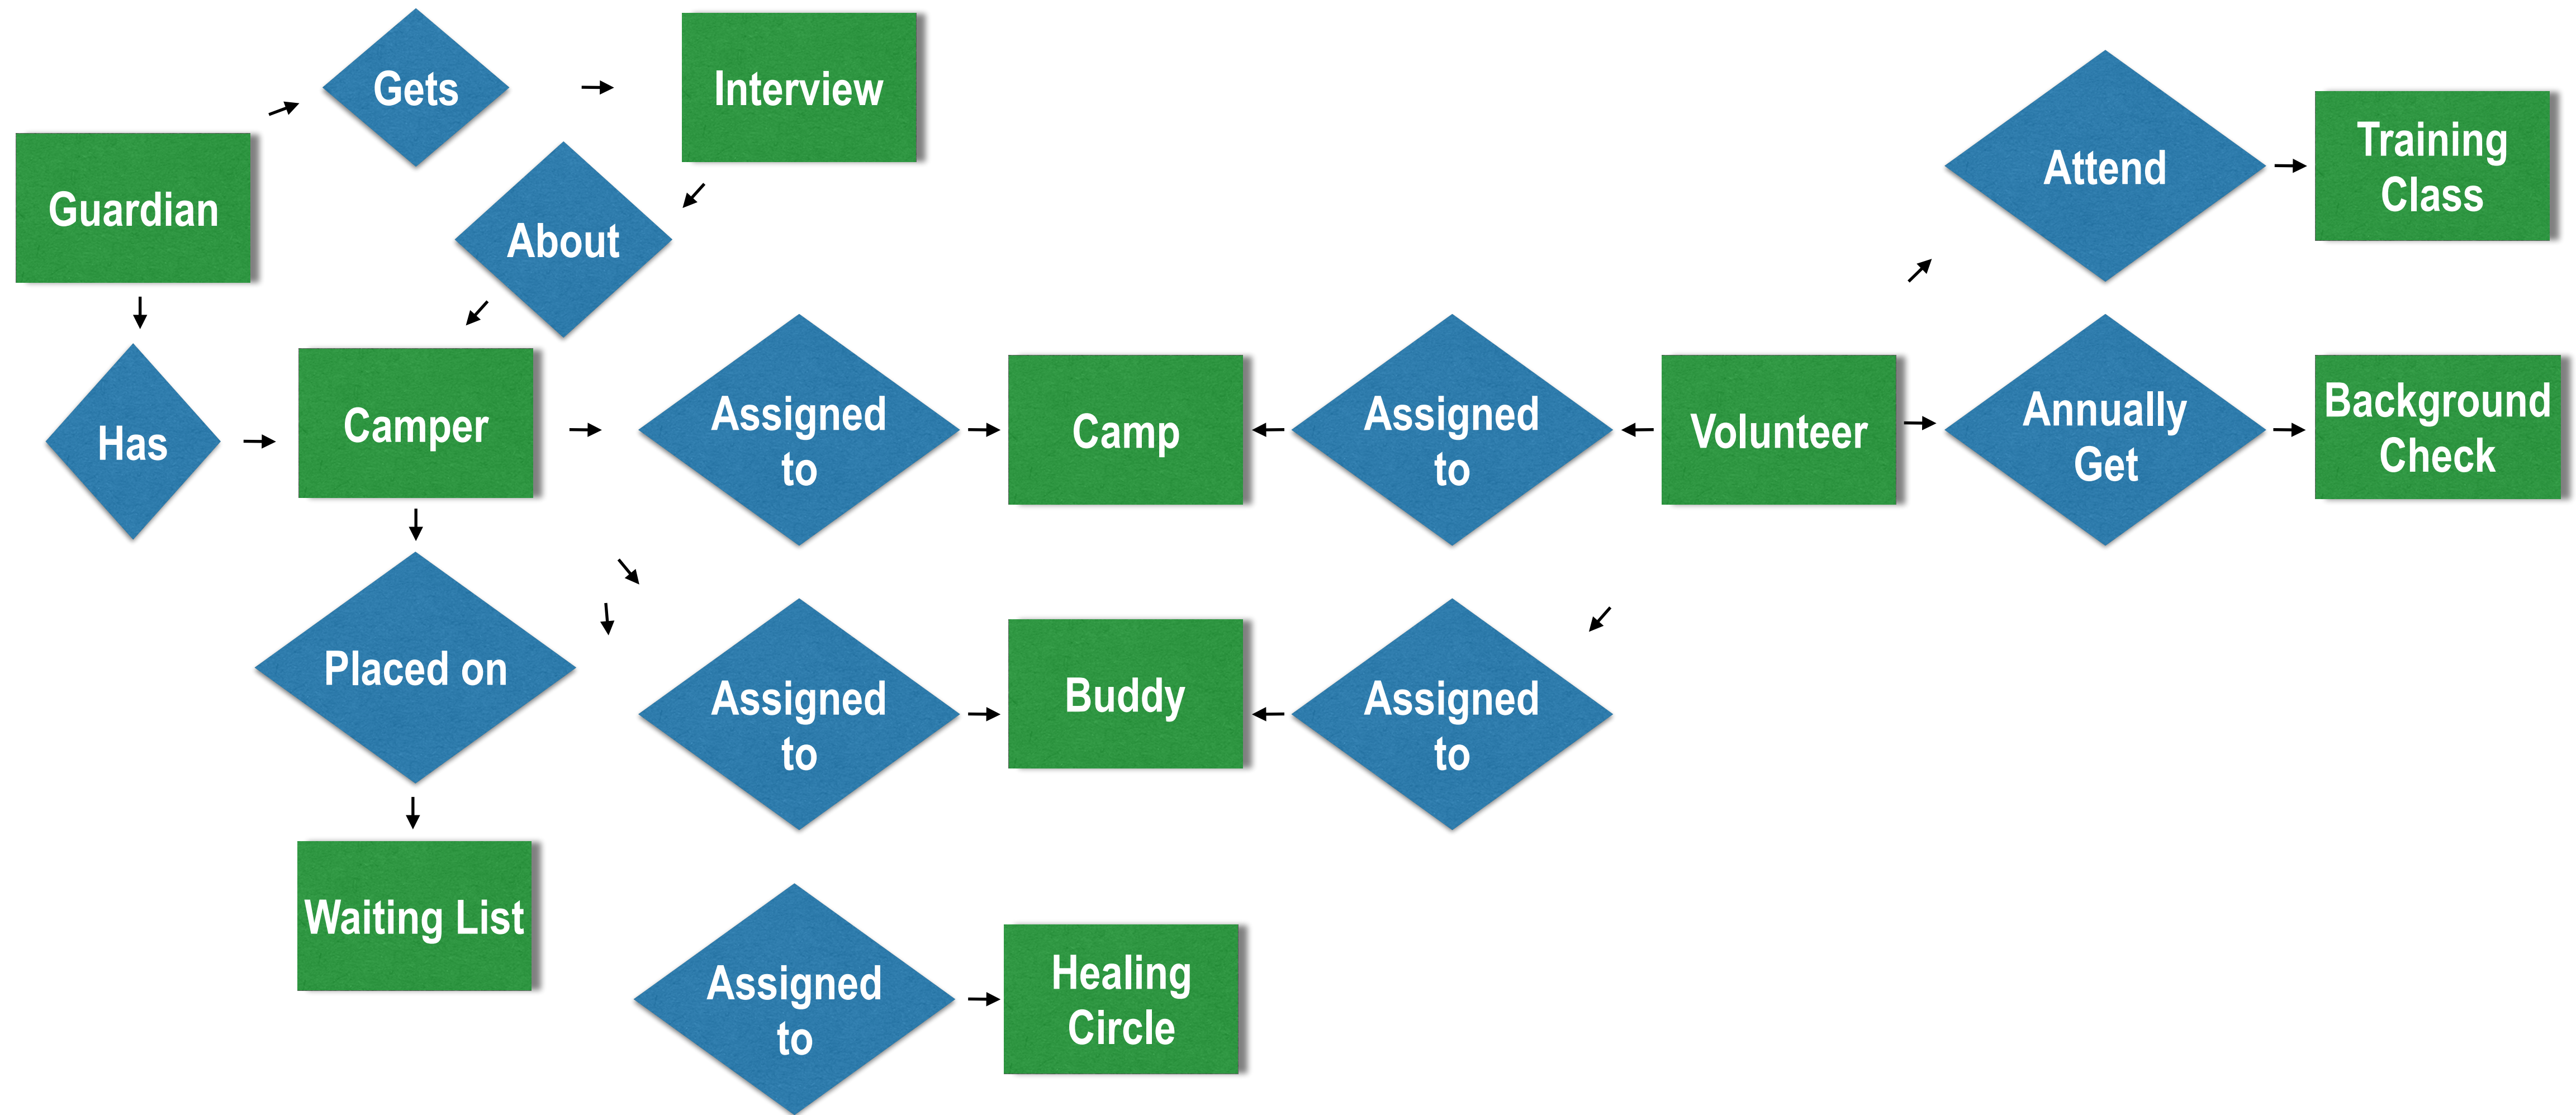 Gets
Interview
Guardian
About
Attend
Training
Class
Has
Camper
Assigned
to
Camp
Assigned
to
Volunteer
Annually
Get
Background
Check
Placed on
Assigned
to
Buddy
Assigned
to
Waiting List
Assigned
to
Healing
Circle